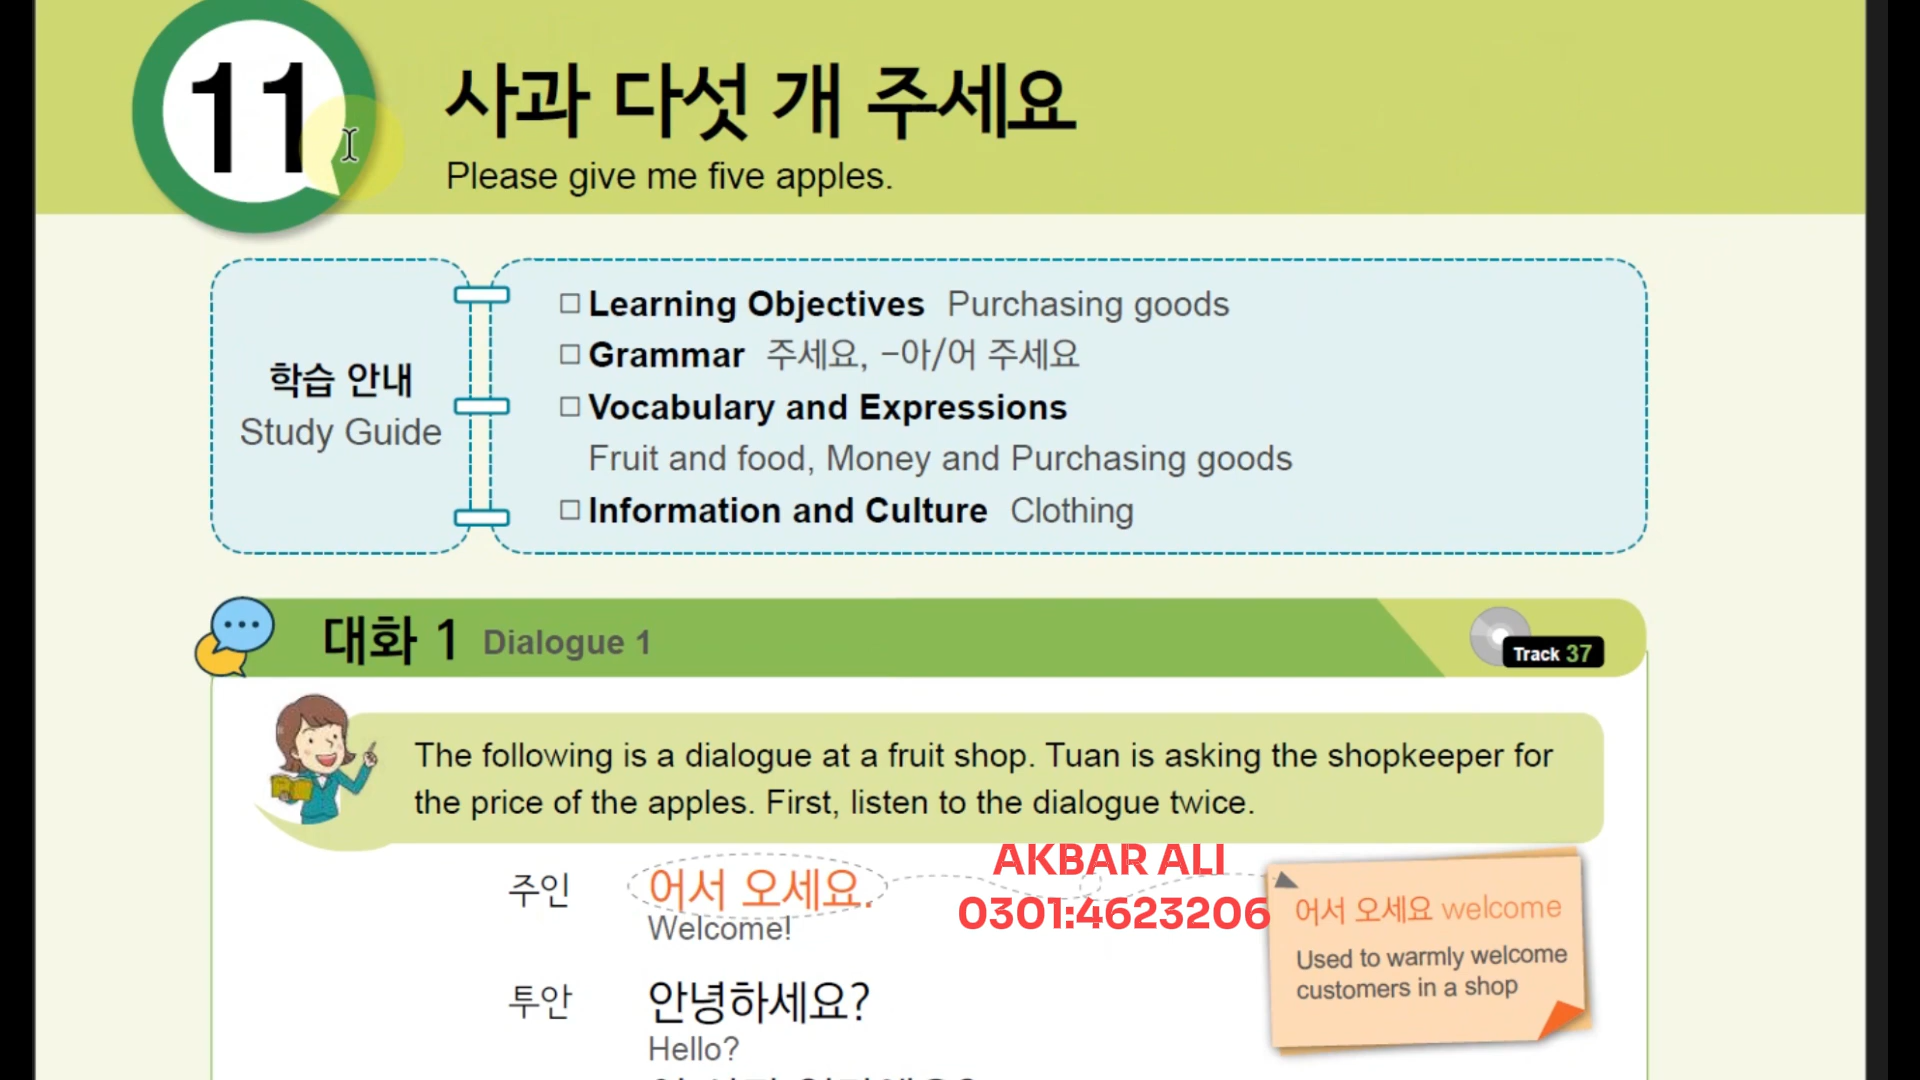 11
사과 다섯 개 주세요
Please give me five apples.
학습 안내
Study Guide
□ Learning Objectives Purchasing goods
□ Grammar 주세요, -아/어 주세요
□ Vocabulary and Expressions
Fruit and food, Money and Purchasing goods
□ Information and Culture Clothing
대화 1 Dialogue 1
Track 37
The following is a dialogue at a fruit shop. Tuan is asking the shopkeeper for
the price of the apples. First, listen to the dialogue twice.
주인 어서 오세요.
Welcome!
AKBAR ALI
0301:4623206
어서 오세요 welcome
Used to warmly welcome
customers in a shop
투안 안녕하세요?
Hello?